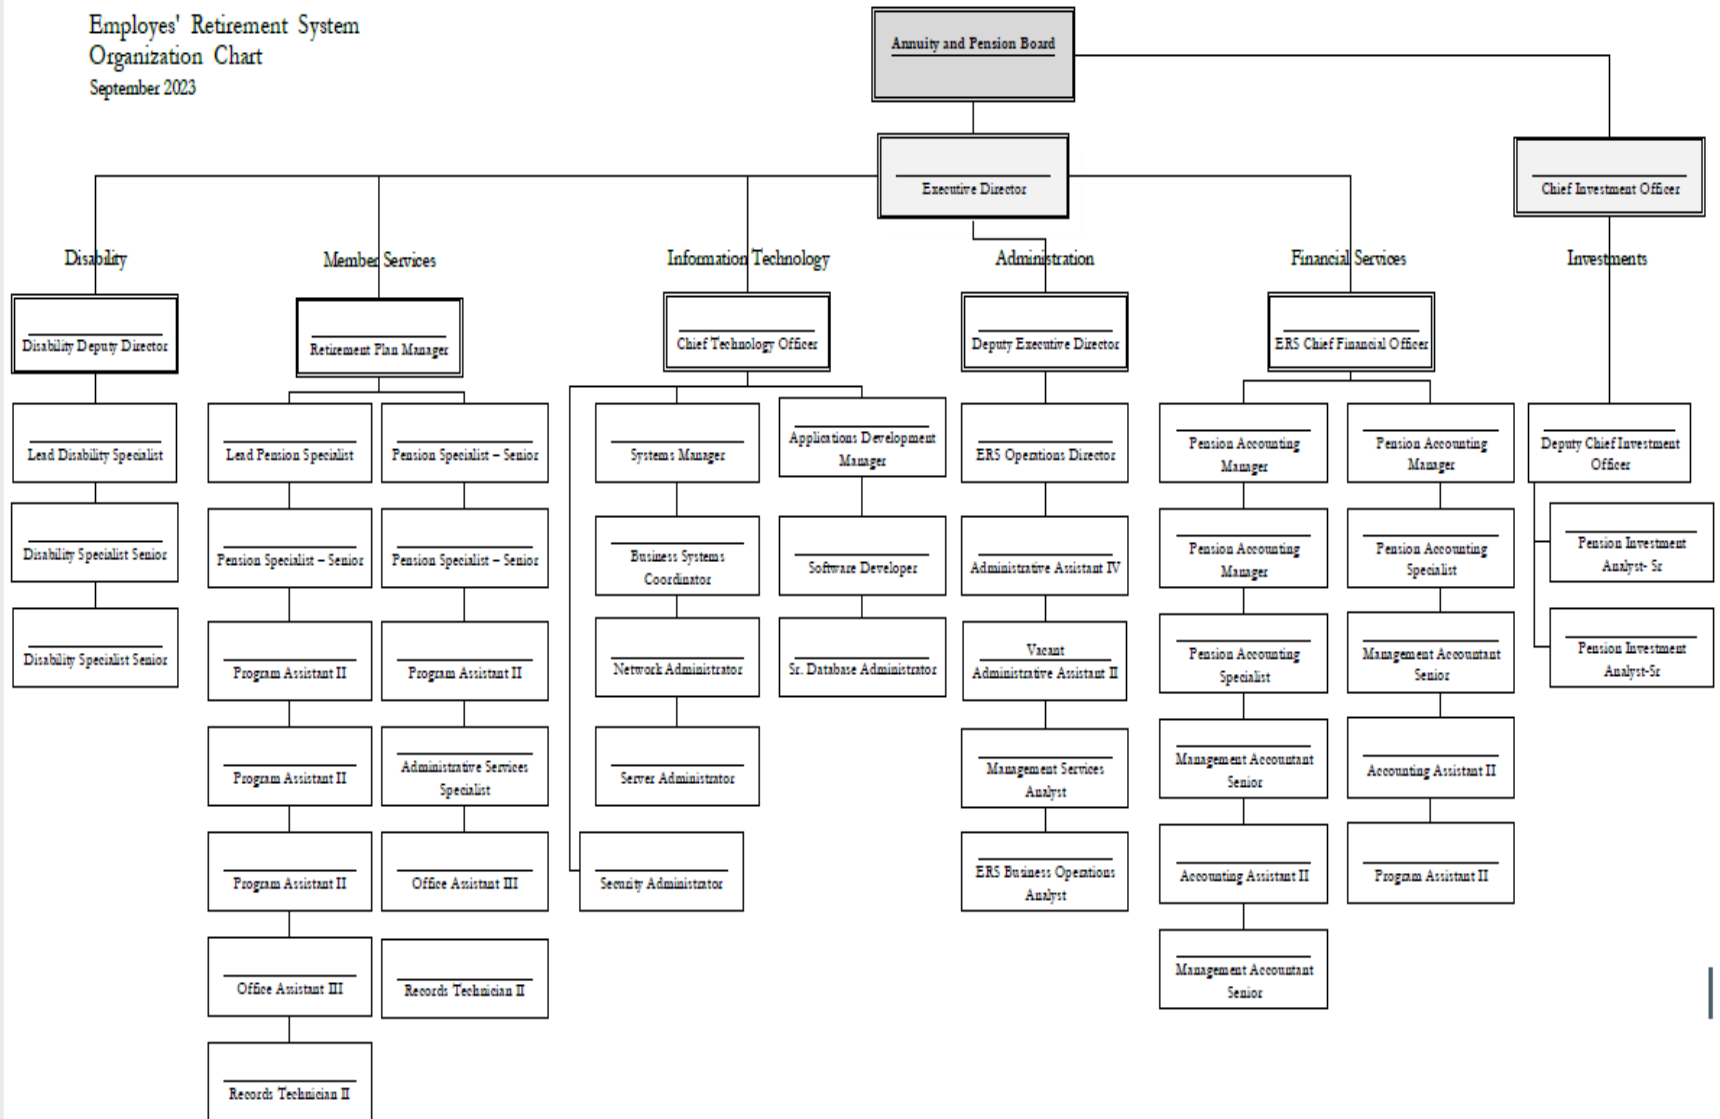 Employes' Retirement System
Organization Chart
September 2023
Annuity and Pension Board
Executive Director
Chief Investment Officer
Disability
Member Services
Information Technology
Administration
Financial Services
Investments
Disability Deputy Director
Retirement Plan Manager
Chief Technology Officer
Deputy Executive Director
ERS Chief Financial Officer
Lead Disability Specialist
Disability Specialist Senior
Disability Specialist Senior
Lead Pension Specialist
Pension Specialist – Senior
Program Assistant II
Program Assistant II
Program Assistant II
Office Assistant III
Records Technician II
Pension Specialist – Senior
Pension Specialist – Senior
Program Assistant II
Administrative Services
Specialist
Office Assistant III
Records Technician II
Systems Manager
Business Systems
Coordinator
Network Administrator
Server Administrator
Security Administrator
Applications Development
Manager
Software Developer
Sr. Database Administrator
ERS Operations Director
Administrative Assistant IV
Vacant
Administrative Assistant II
Management Services
Analyst
ERS Business Operations
Analyst
Pension Accounting
Manager
Pension Accounting
Manager
Pension Accounting
Specialist
Management Accountant
Senior
Accounting Assistant II
Management Accountant
Senior
Pension Accounting
Manager
Pension Accounting
Specialist
Management Accountant
Senior
Accounting Assistant II
Program Assistant II
Deputy Chief Investment
Officer
Pension Investment
Analyst- Sr
Pension Investment
Analyst-Sr